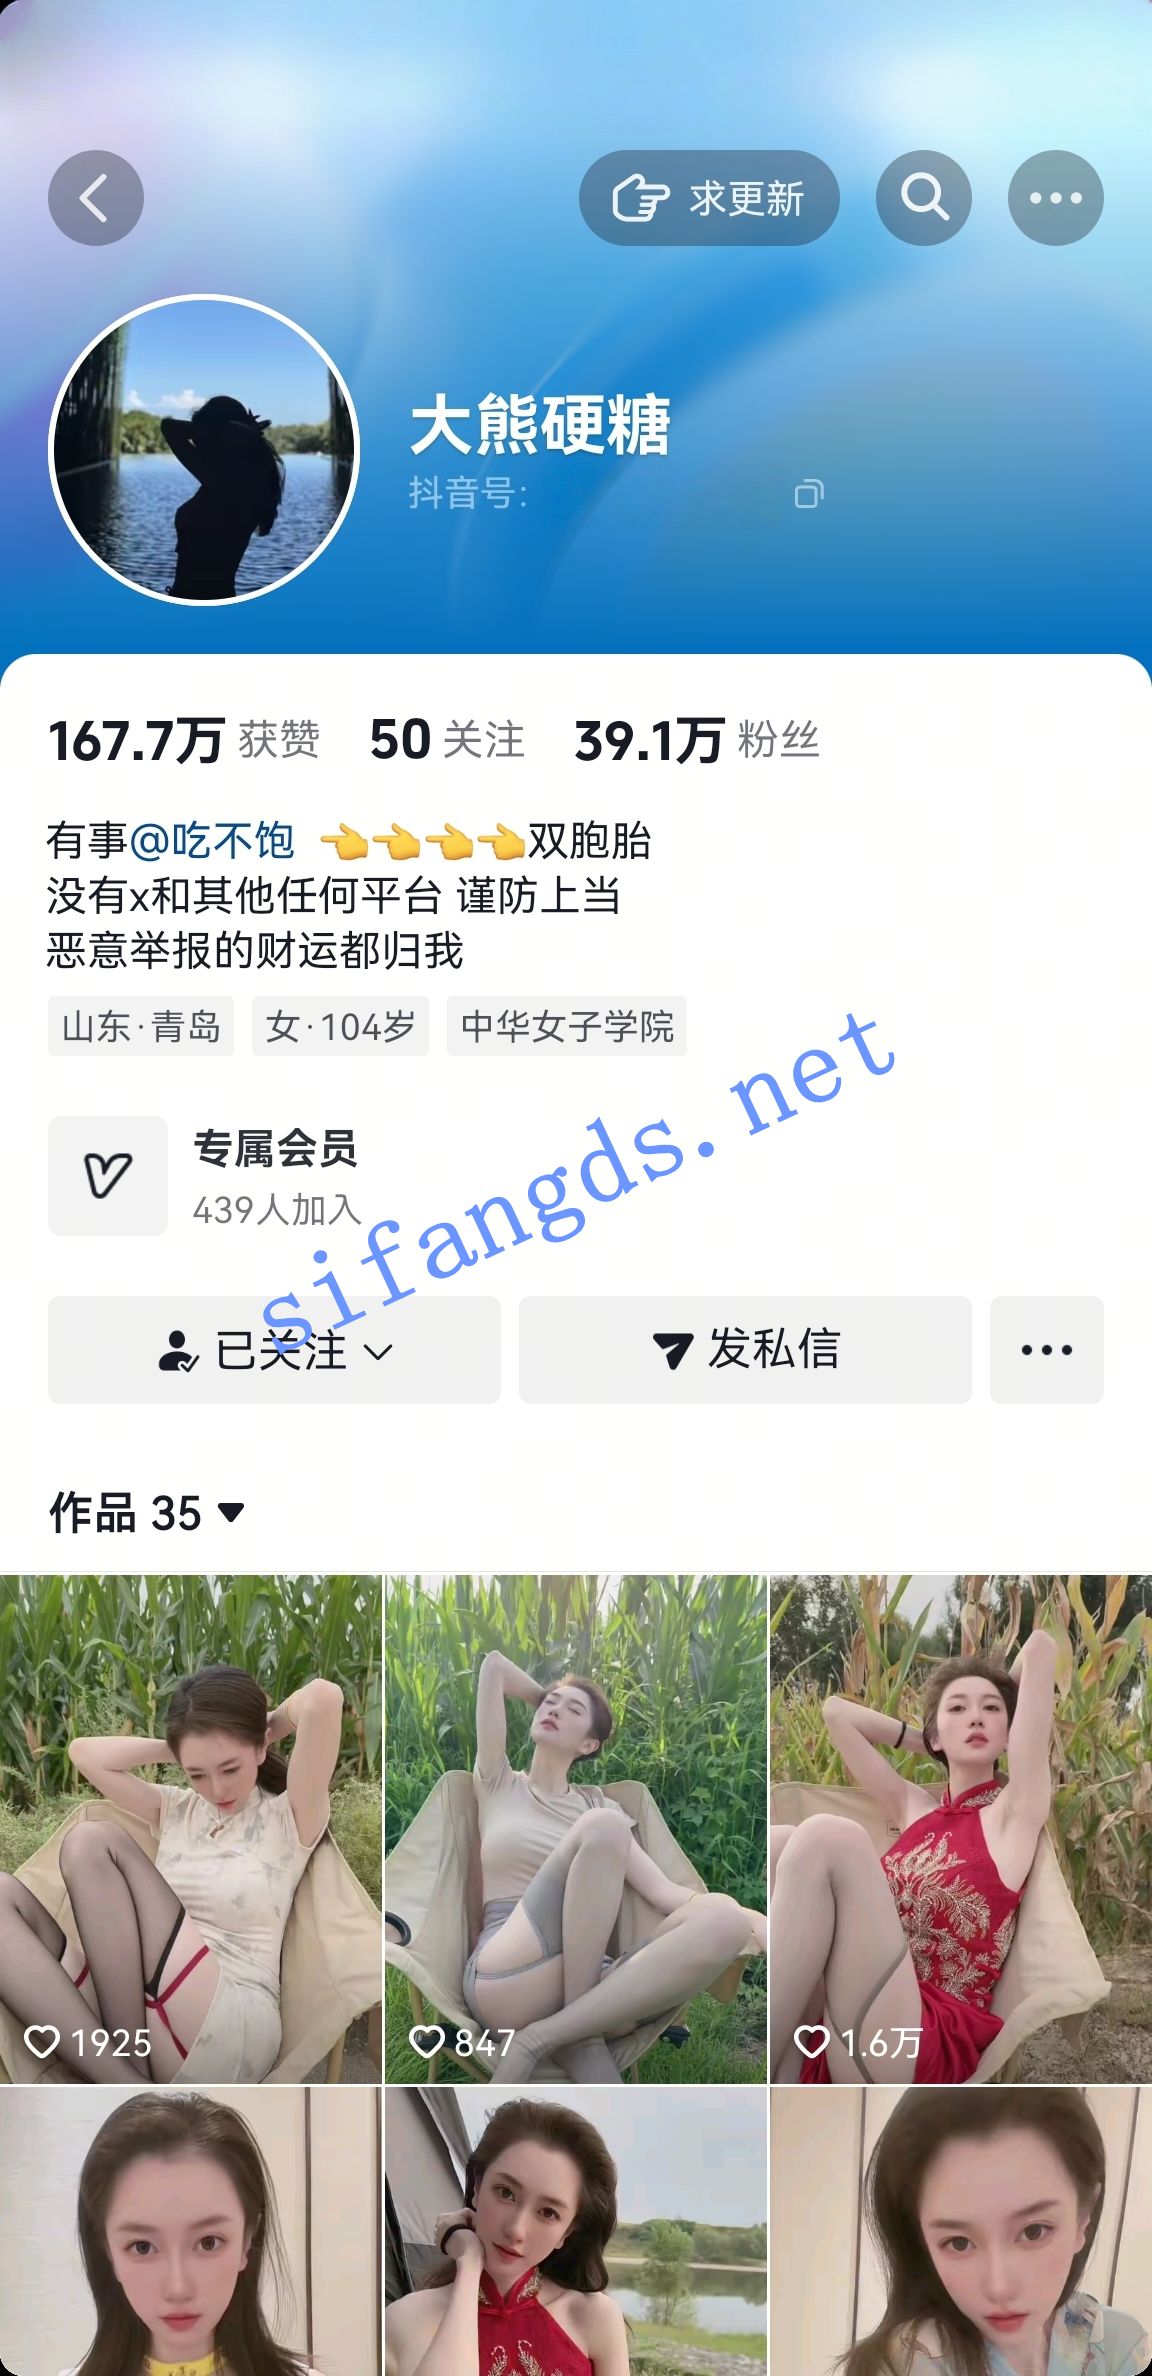 求更新
大熊硬糖
抖音号:
167.7万 获赞 50 关注 39.1万 粉丝
有事@吃不饱 👈👈👈👈双胞胎
没有x和其他任何平台 谨防上当
恶意举报的财运都归我
山东·青岛 女·104岁 中华女子学院
专属会员
439人加入
sifangds.net
已关注 发私信
作品 35
1925 847 1.6万